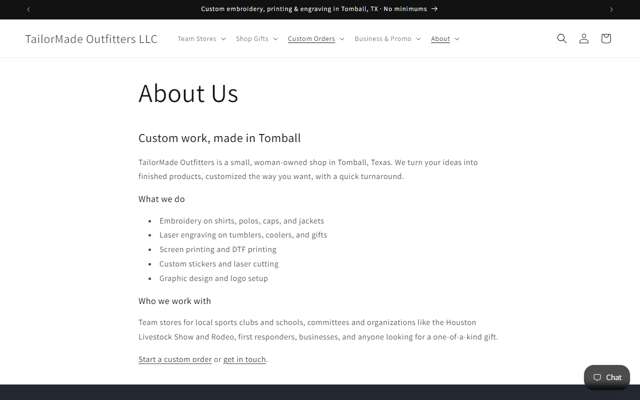 Custom embroidery, printing & engraving in Tomball, TX · No minimums →
TailorMade Outfitters LLC
Team Stores
Shop Gifts
Custom Orders
Business & Promo
About
About Us
Custom work, made in Tomball
TailorMade Outfitters is a small, woman-owned shop in Tomball, Texas. We turn your ideas into
finished products, customized the way you want, with a quick turnaround.
What we do
• Embroidery on shirts, polos, caps, and jackets
• Laser engraving on tumblers, coolers, and gifts
• Screen printing and DTF printing
• Custom stickers and laser cutting
• Graphic design and logo setup
Who we work with
Team stores for local sports clubs and schools, committees and organizations like the Houston
Livestock Show and Rodeo, first responders, businesses, and anyone looking for a one-of-a-kind gift.
Start a custom order or get in touch.
Chat